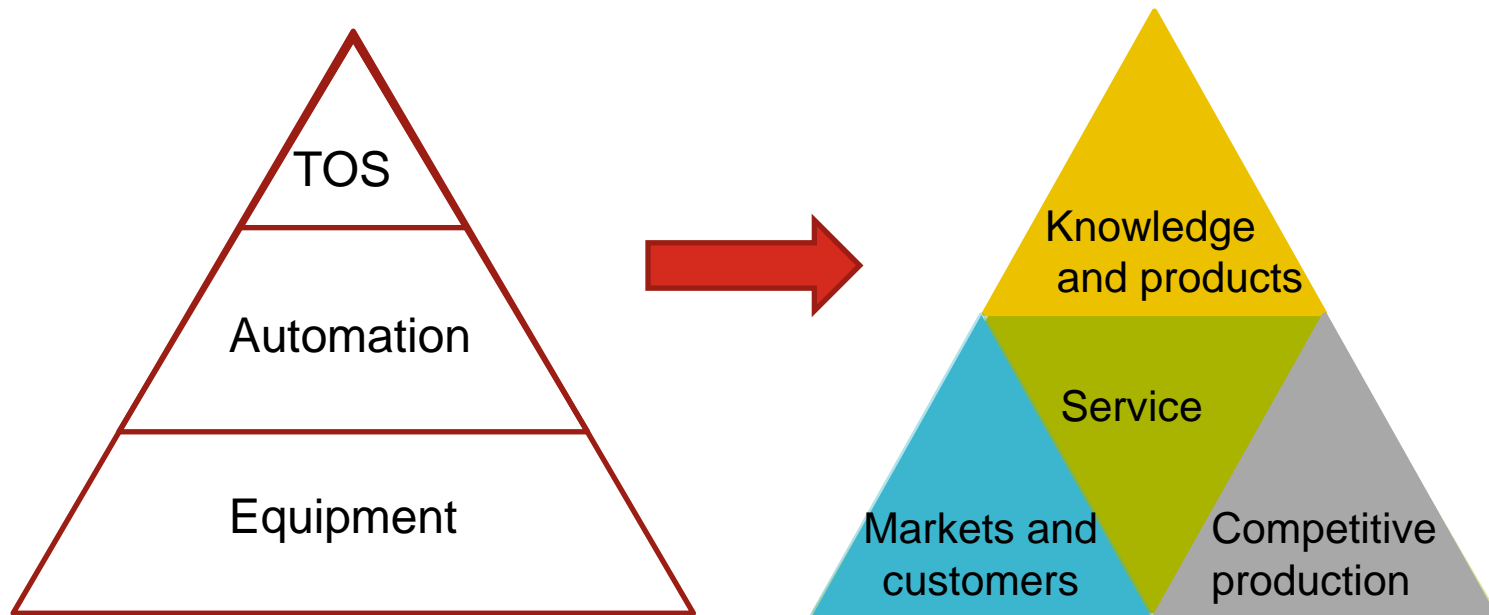 TOS
Automation
Equipment
Knowledge
and products
Service
Markets and
customers
Competitive
production